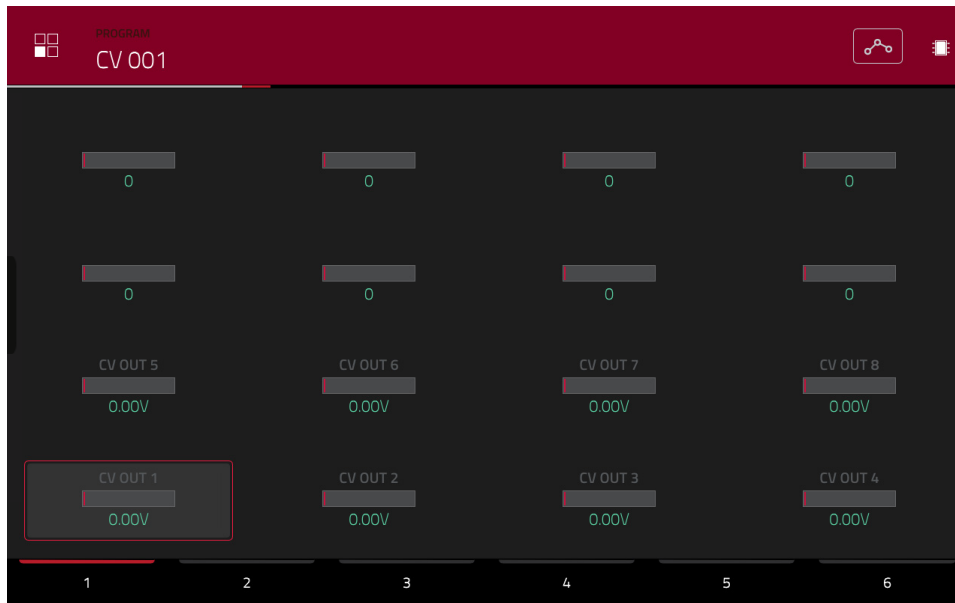 PROGRAM
CV 001
0 0 0 0
0 0 0 0
CV OUT 5 CV OUT 6 CV OUT 7 CV OUT 8
0.00V 0.00V 0.00V 0.00V
CV OUT 1 CV OUT 2 CV OUT 3 CV OUT 4
0.00V 0.00V 0.00V 0.00V
1 2 3 4 5 6